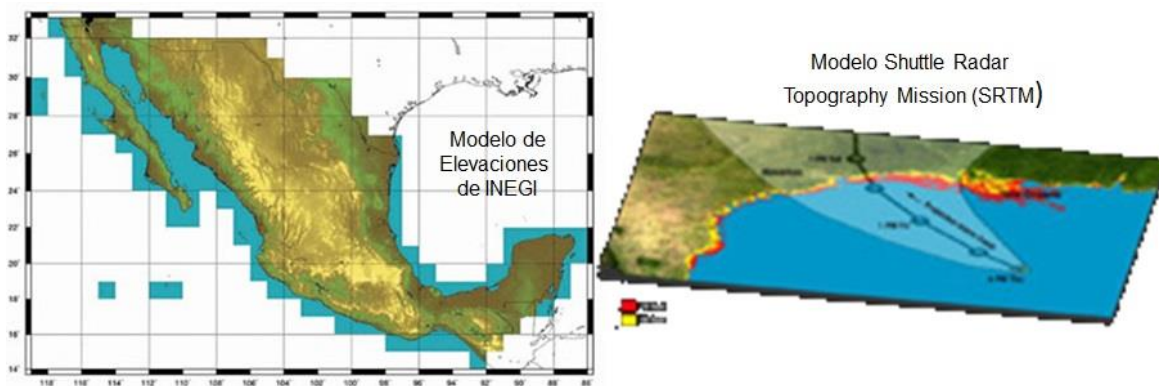 Modelo de
Elevaciones
de INEGI
32°
30°
28°
26°
24°
22°
20°
18°
16°
14°
118° 116° 114° 112° 110° 108° 106° 104° 102° 100° 98° 96° 94° 92° 90° 88° 86°
Modelo Shuttle Radar
Topography Mission (SRTM)